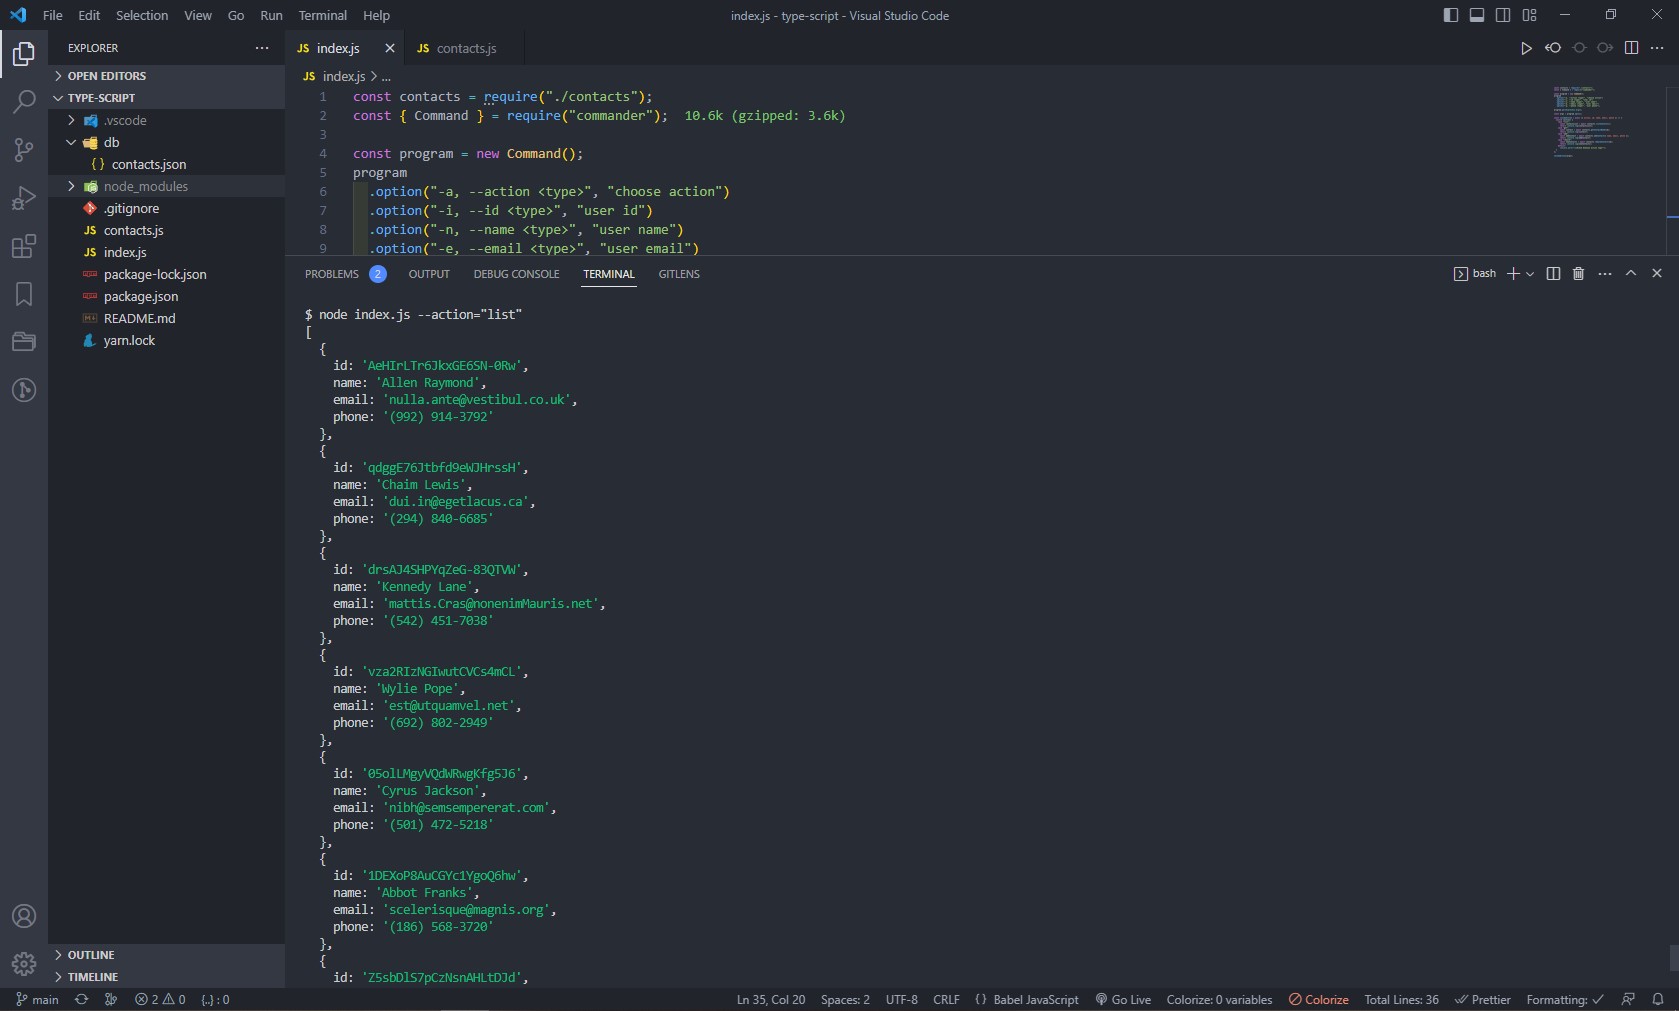 File Edit Selection View Go Run Terminal Help
index.js - type-script - Visual Studio Code
EXPLORER
OPEN EDITORS
TYPE-SCRIPT
.vscode
db
{} contacts.json
node_modules
.gitignore
JS contacts.js
JS index.js
package-lock.json
package.json
README.md
yarn.lock
OUTLINE
TIMELINE
JS index.js
JS contacts.js
JS index.js > ...
1 const contacts = require("./contacts");
2 const { Command } = require("commander"); 10.6k (gzipped: 3.6k)
3
4 const program = new Command();
5 program
6 .option("-a, --action <type>", "choose action")
7 .option("-i, --id <type>", "user id")
8 .option("-n, --name <type>", "user name")
9 .option("-e, --email <type>", "user email")
PROBLEMS 2 OUTPUT DEBUG CONSOLE TERMINAL GITLENS
bash
$ node index.js --action="list"
[
{
id: 'AeHIrLTr6JkxGE6SN-0Rw',
name: 'Allen Raymond',
email: 'nulla.ante@vestibul.co.uk',
phone: '(992) 914-3792'
},
{
id: 'qdggE76Jtbfd9eWJHrssH',
name: 'Chaim Lewis',
email: 'dui.in@egetlacus.ca',
phone: '(294) 840-6685'
},
{
id: 'drsAJ4SHPYqZeG-83QTVW',
name: 'Kennedy Lane',
email: 'mattis.Cras@nonenimMauris.net',
phone: '(542) 451-7038'
},
{
id: 'vza2RIzNGIwutCVCs4mCL',
name: 'Wylie Pope',
email: 'est@utquamvel.net',
phone: '(692) 802-2949'
},
{
id: '05olLMgyVQdWRwgKfg5J6',
name: 'Cyrus Jackson',
email: 'nibh@semsempererat.com',
phone: '(501) 472-5218'
},
{
id: '1DEXoP8AuCGYc1YgoQ6hw',
name: 'Abbot Franks',
email: 'scelerisque@magnis.org',
phone: '(186) 568-3720'
},
{
id: 'Z5sbDlS7pCzNsnAHLtDJd',
main 2 0 {..} : 0 Ln 35, Col 20 Spaces: 2 UTF-8 CRLF {} Babel JavaScript Go Live Colorize: 0 variables Colorize Total Lines: 36 Prettier Formatting: